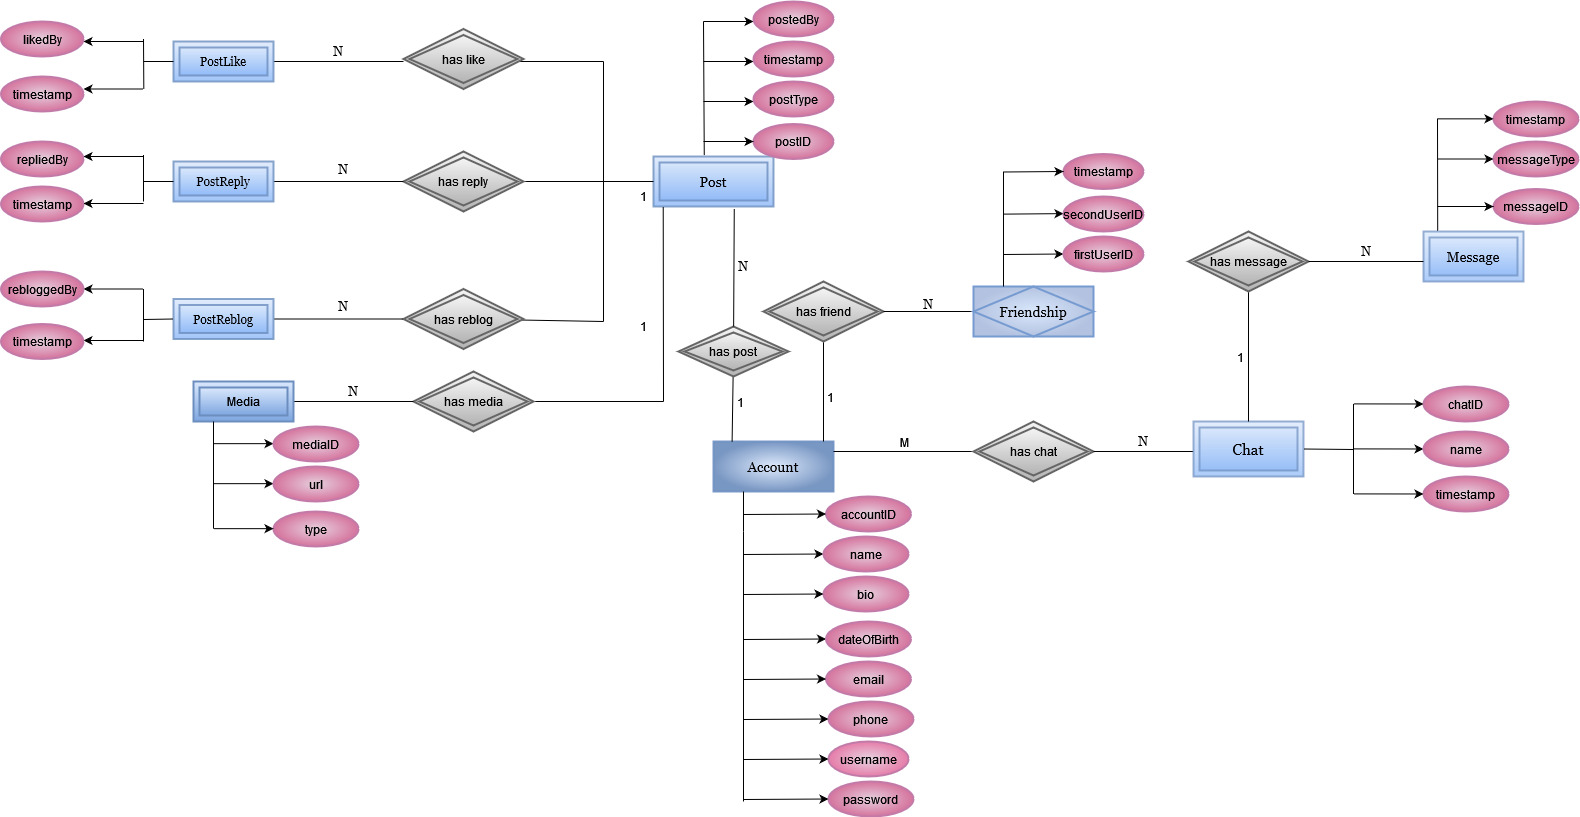 likedBy
timestamp
PostLike
N
has like
repliedBy
timestamp
PostReply
N
has reply
1
rebloggedBy
timestamp
PostReblog
N
has reblog
1
Media
N
has media
mediaID
url
type
postedBy
timestamp
postType
postID
Post
N
has post
1
has friend
1
N
Friendship
timestamp
secondUserID
firstUserID
Account
accountID
name
bio
dateOfBirth
email
phone
username
password
M
has chat
N
Chat
chatID
name
timestamp
1
has message
N
Message
timestamp
messageType
messageID